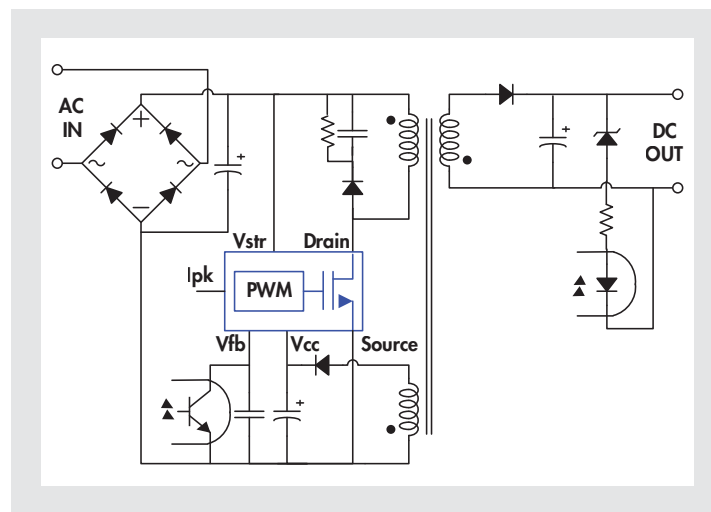 AC
IN
+
+
+
DC
OUT
~
~
−
Vstr
Drain
Ipk
PWM
Vfb
Vcc
Source
+